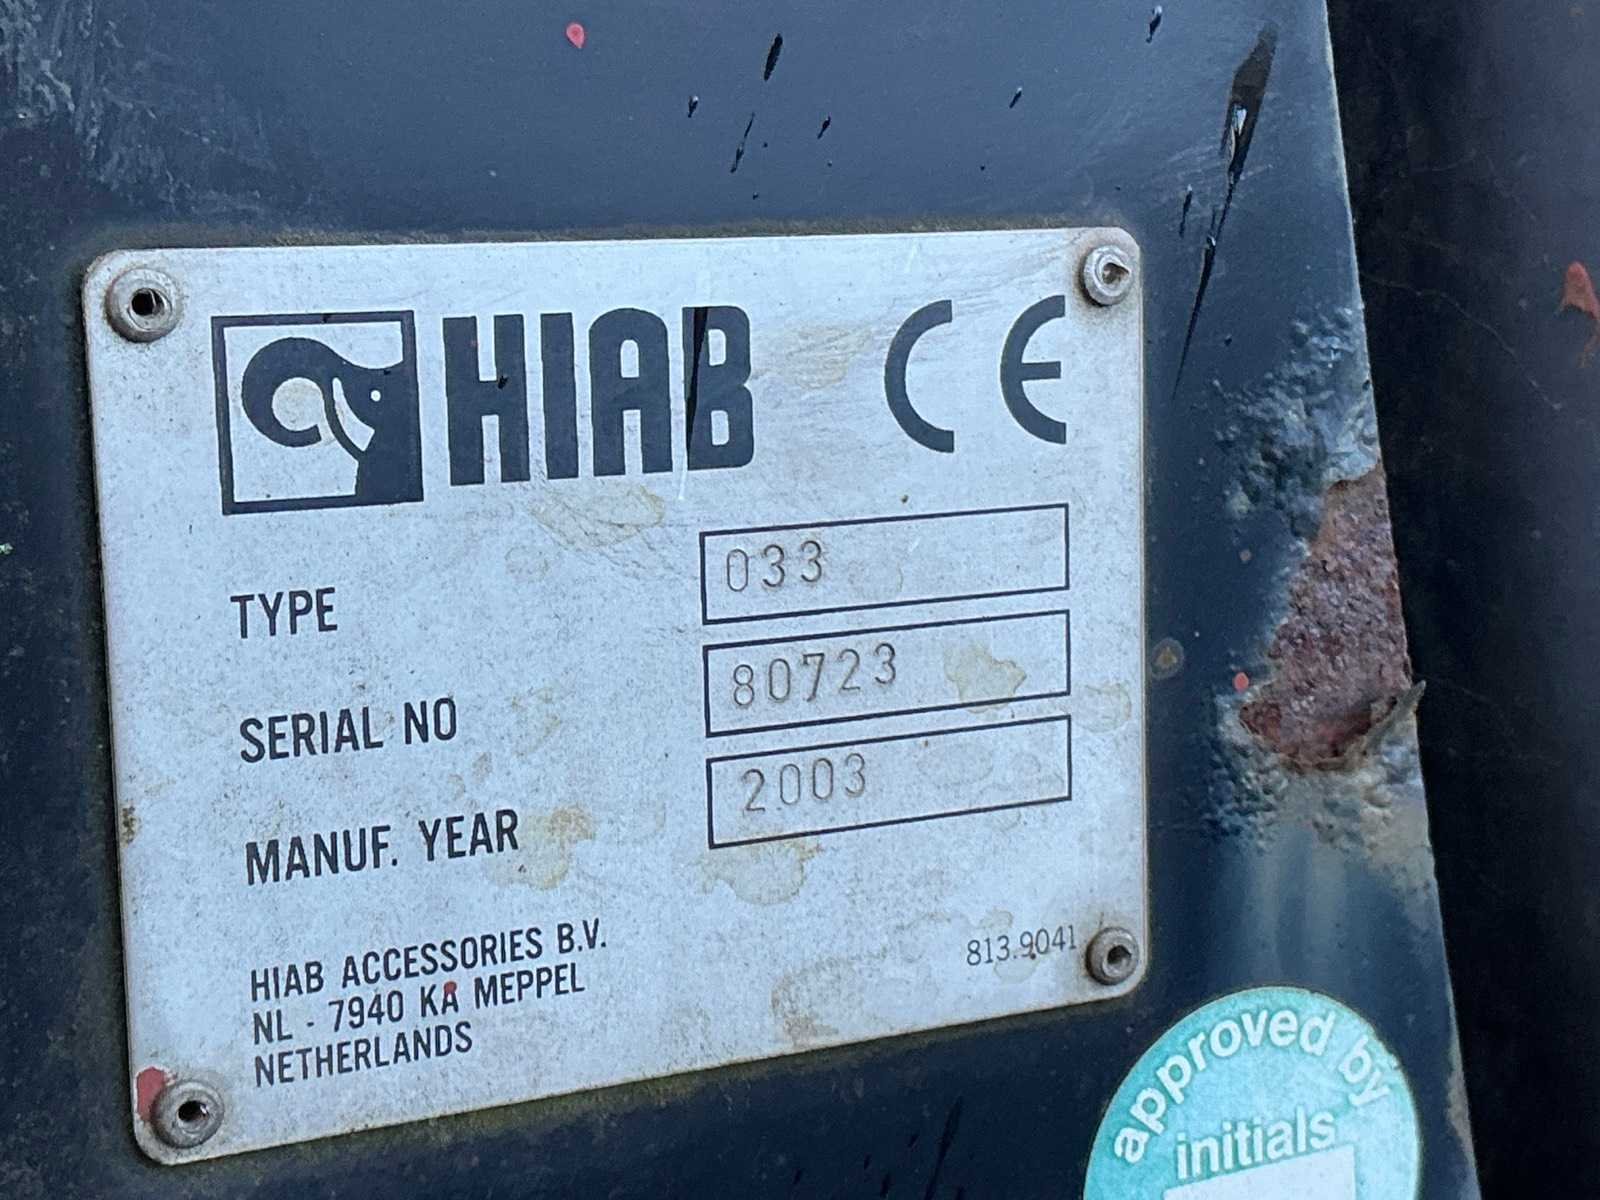 HIAB CE
TYPE 033
SERIAL NO 80723
MANUF. YEAR 2003
HIAB ACCESSORIES B.V.
NL - 7940 KA MEPPEL
NETHERLANDS
813.9041
approved by
initials